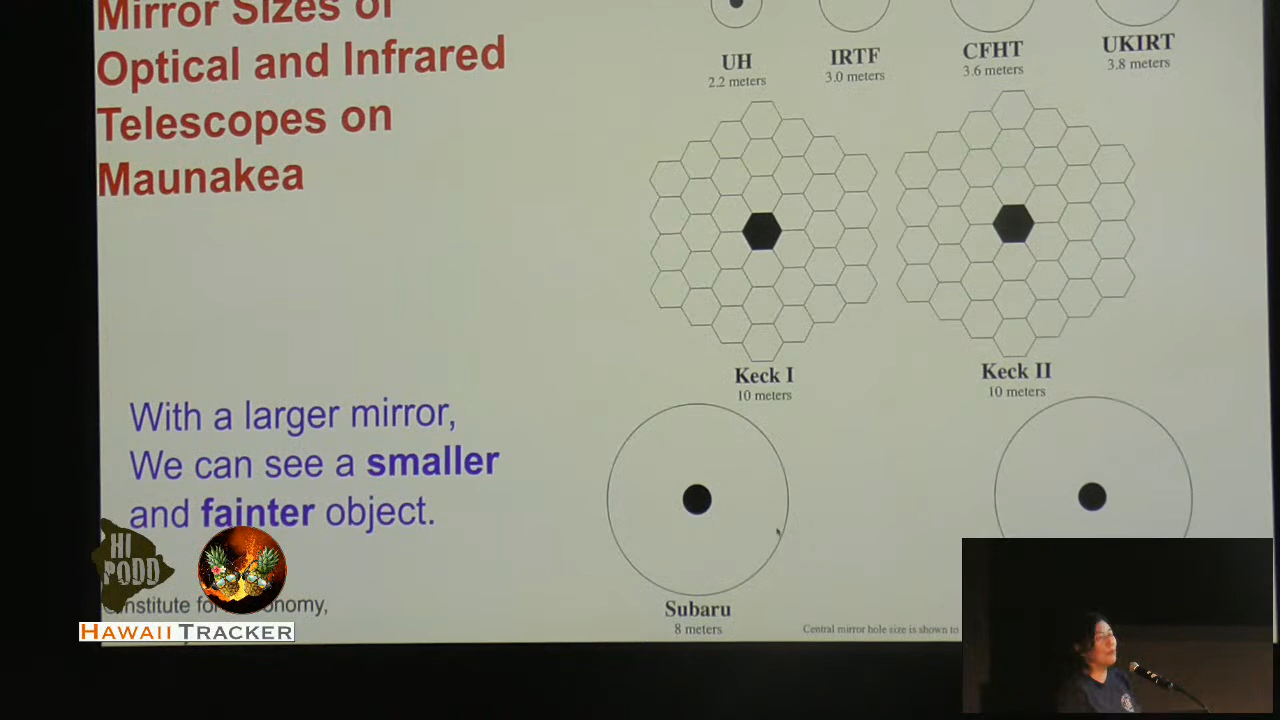 Mirror Sizes of
Optical and Infrared
Telescopes on
Maunakea
UH
2.2 meters
IRTF
3.0 meters
CFHT
3.6 meters
UKIRT
3.8 meters
Keck I
10 meters
Keck II
10 meters
With a larger mirror,
We can see a smaller
and fainter object.
Subaru
8 meters
Central mirror hole size is shown to
Institute for
HI
PODD
HAWAII TRACKER